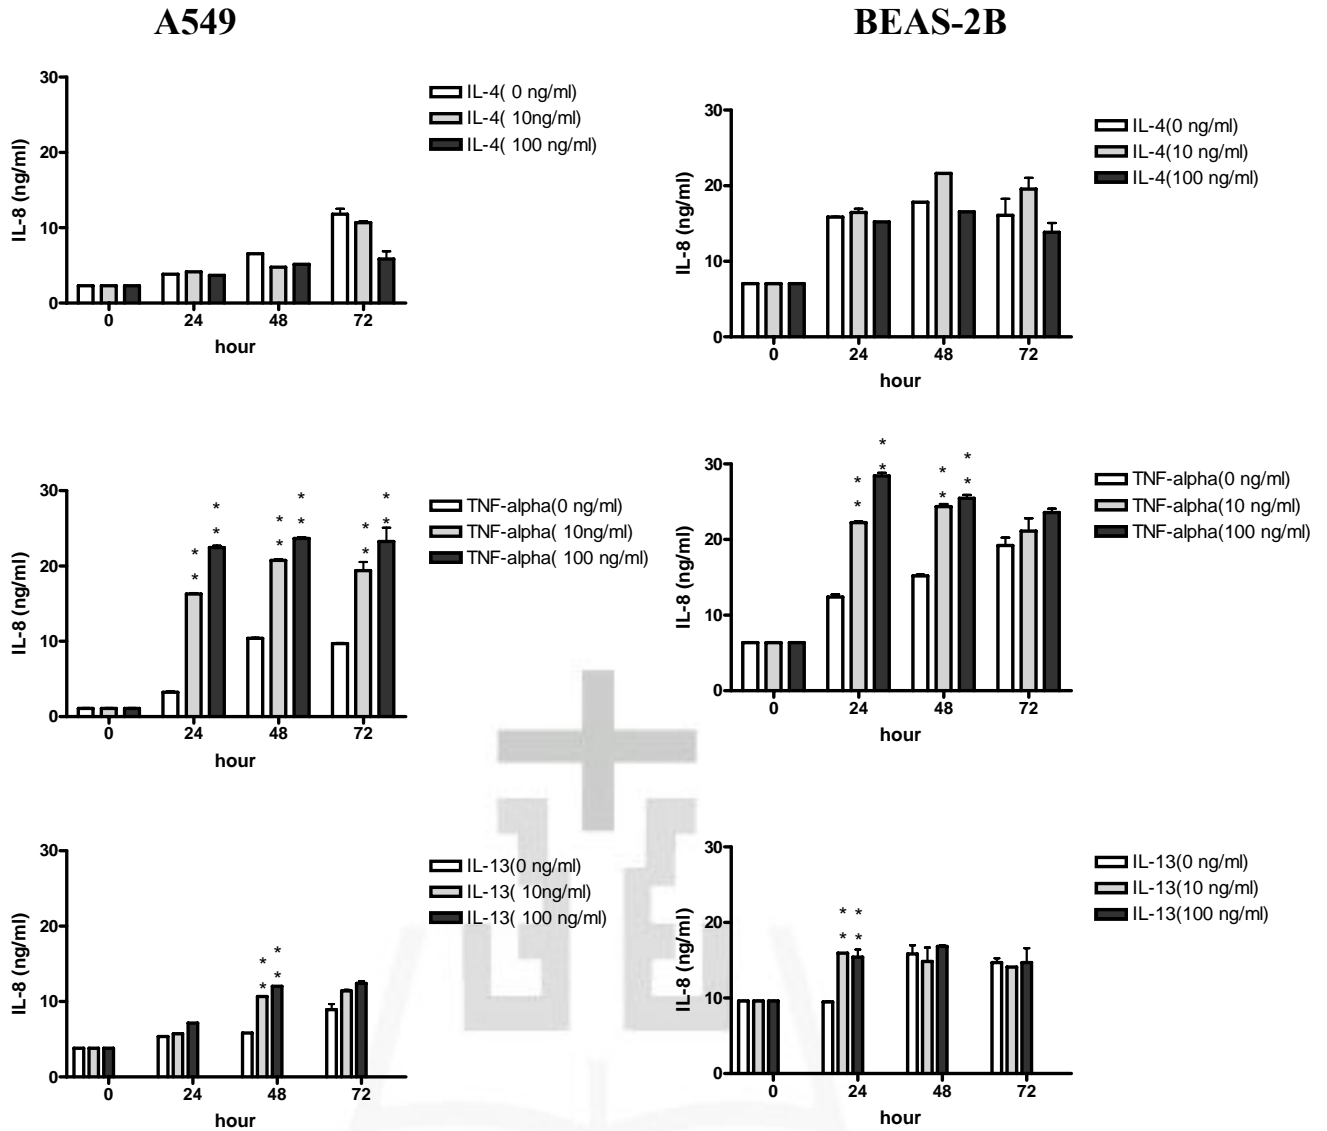 A549
BEAS-2B
30
20
10
0
IL-8 (ng/ml)
0 24 48 72
hour
IL-4( 0 ng/ml)
IL-4( 10ng/ml)
IL-4( 100 ng/ml)
30
20
10
0
IL-8 (ng/ml)
0 24 48 72
hour
IL-4(0 ng/ml)
IL-4(10 ng/ml)
IL-4(100 ng/ml)
30
20
10
0
IL-8 (ng/ml)
* * * * * *
* * * * * *
0 24 48 72
hour
TNF-alpha(0 ng/ml)
TNF-alpha( 10ng/ml)
TNF-alpha( 100 ng/ml)
30
20
10
0
IL-8 (ng/ml)
* * * *
* * * *
0 24 48 72
hour
TNF-alpha(0 ng/ml)
TNF-alpha(10 ng/ml)
TNF-alpha(100 ng/ml)
30
20
10
0
IL-8 (ng/ml)
* *
* *
0 24 48 72
hour
IL-13(0 ng/ml)
IL-13( 10ng/ml)
IL-13( 100 ng/ml)
30
20
10
0
IL-8 (ng/ml)
* *
* *
0 24 48 72
hour
IL-13(0 ng/ml)
IL-13(10 ng/ml)
IL-13(100 ng/ml)